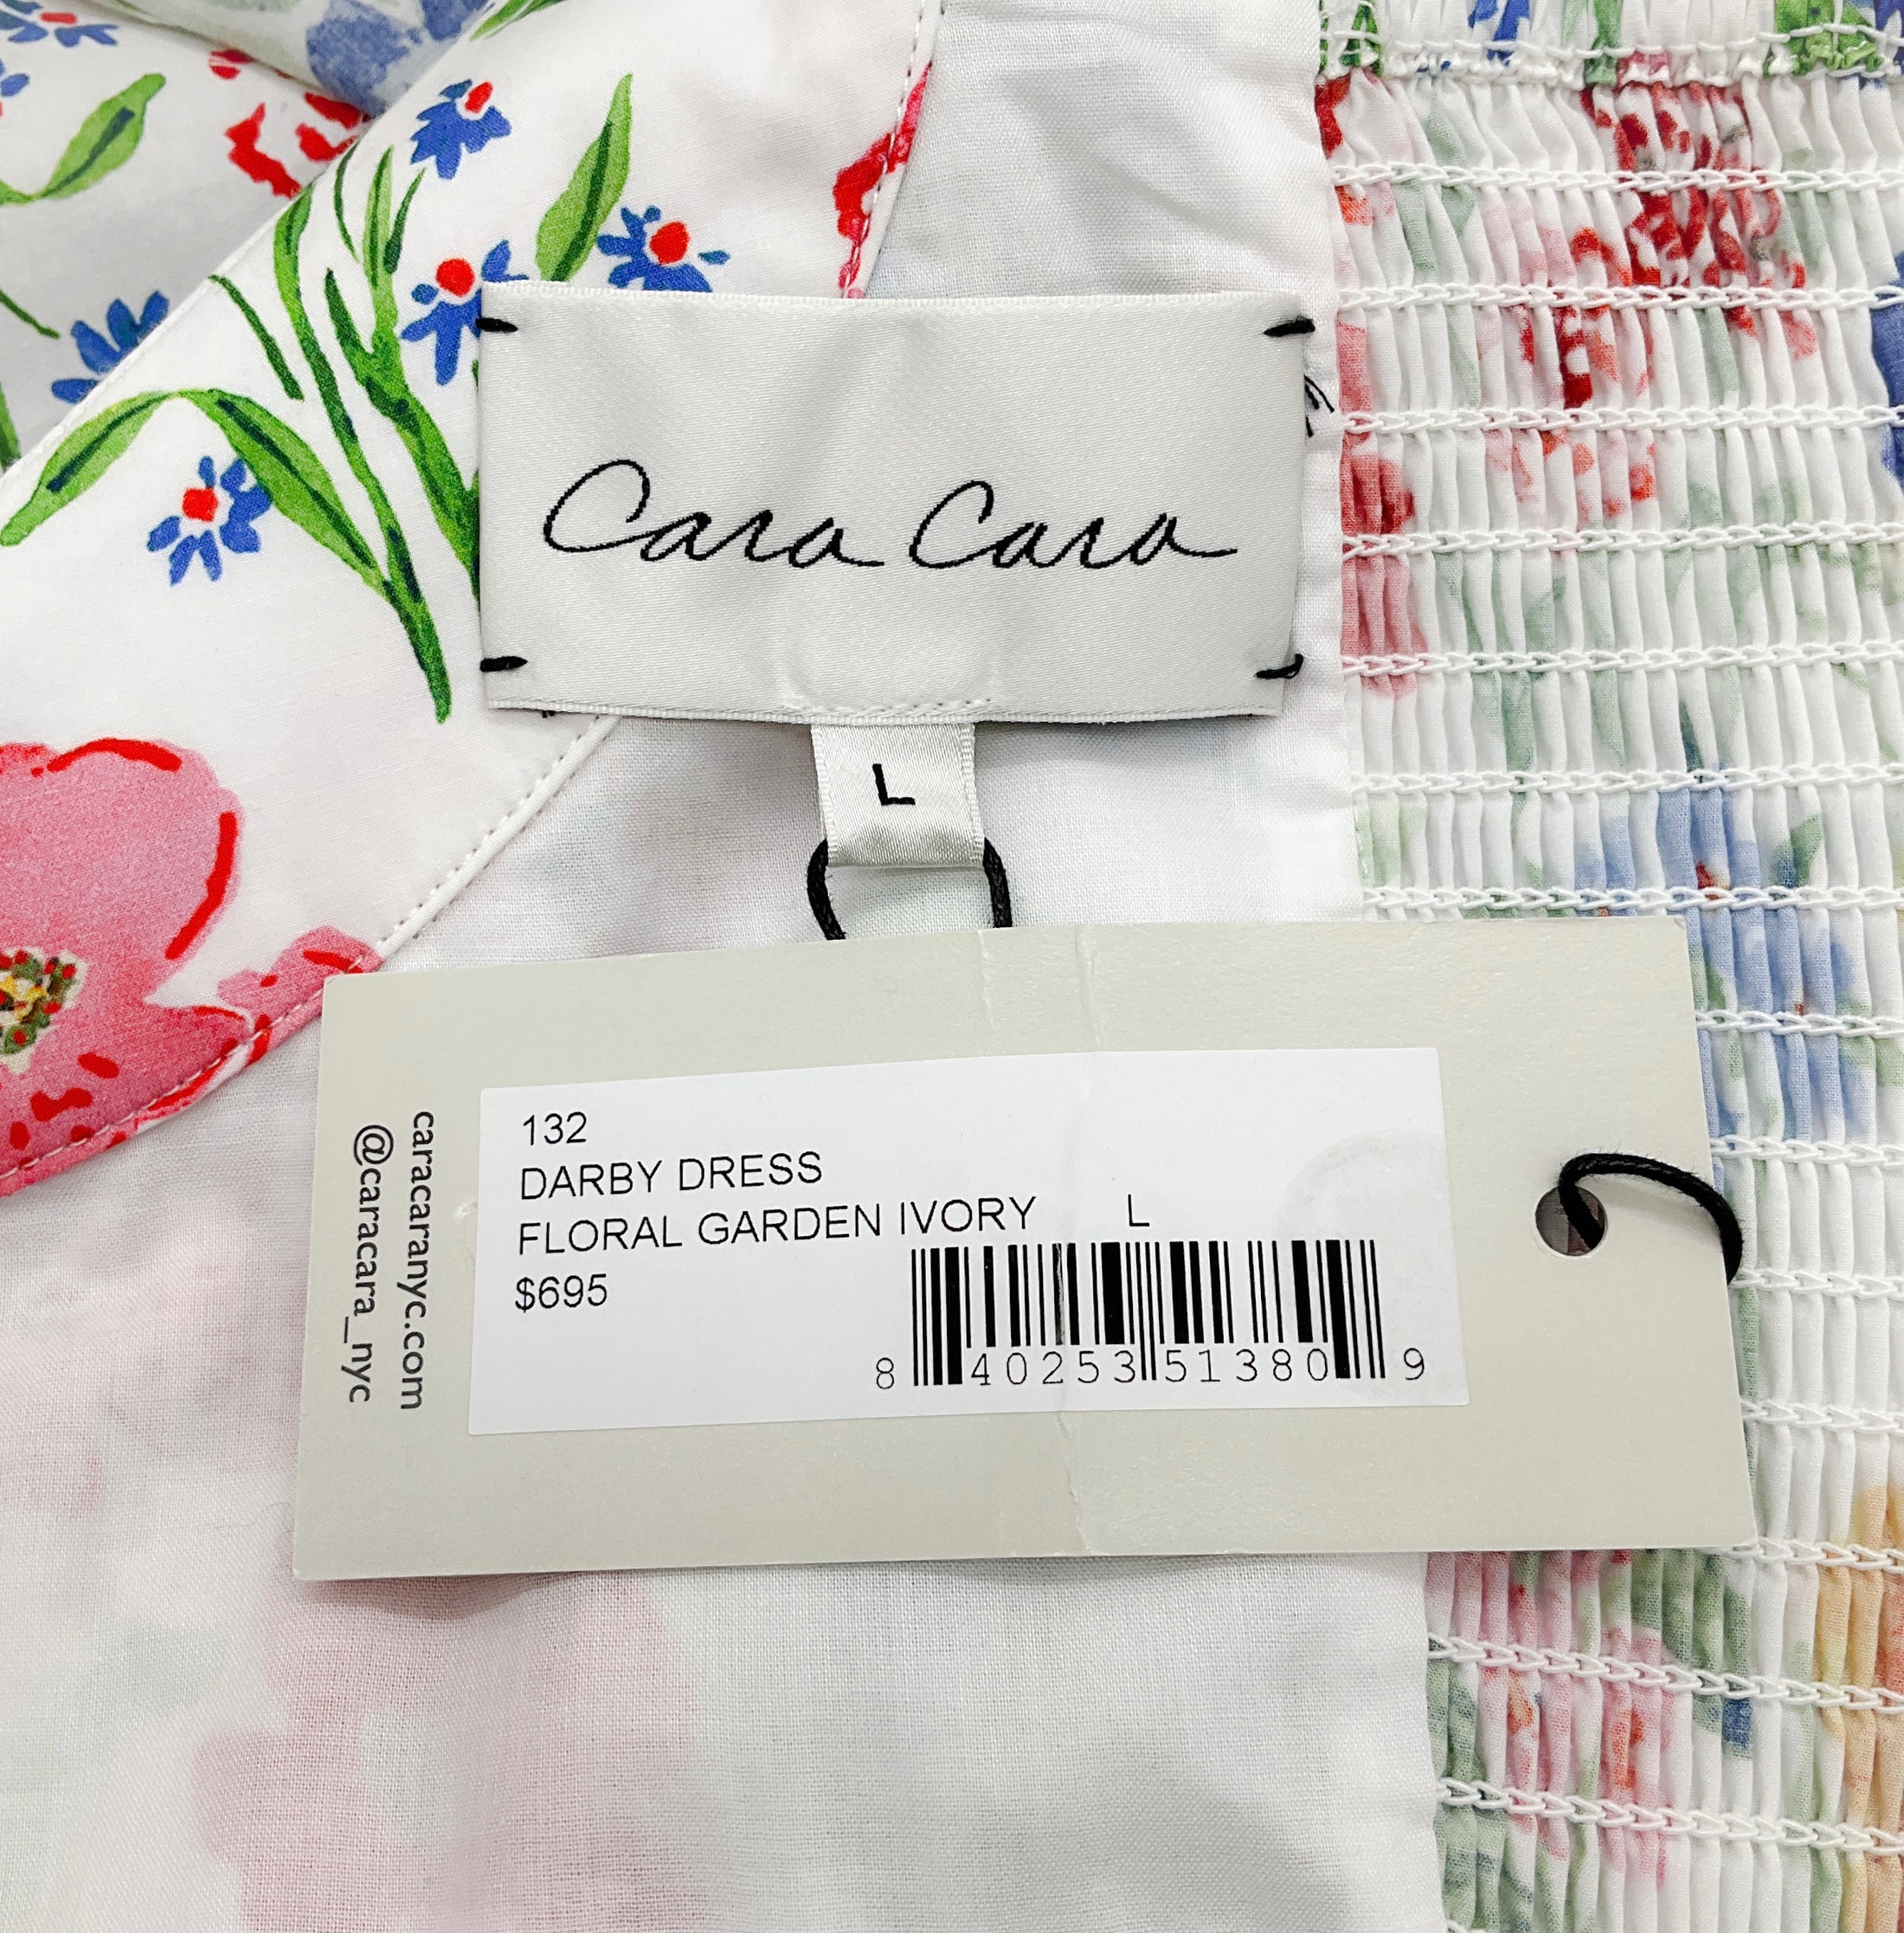 Cara Cara
L
132
DARBY DRESS
FLORAL GARDEN IVORY L
$695
8 40253 51380 9
caracaranyc.com
@caracara_nyc